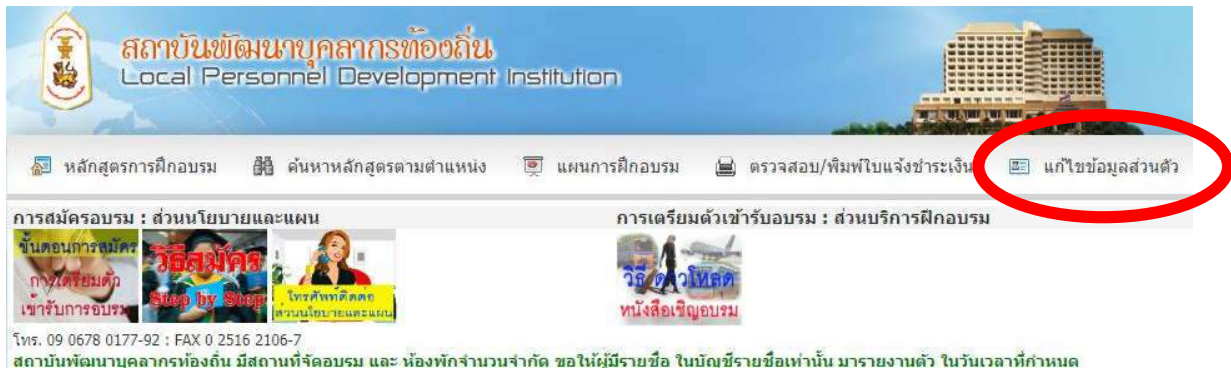 สถาบันพัฒนาบุคลากรท้องถิ่น
Local Personnel Development Institution
หลักสูตรการฝึกอบรม ค้นหาหลักสูตรตามตำแหน่ง แผนการฝึกอบรม ตรวจสอบ/พิมพ์ใบแจ้งชำระเงิน แก้ไขข้อมูลส่วนตัว
การสมัครอบรม : ส่วนนโยบายและแผน การเตรียมตัวเข้ารับอบรม : ส่วนบริการฝึกอบรม
ขั้นตอนการสมัคร
การเตรียมตัว
เข้ารับการอบรม
วิธีสมัคร
Step by Step
โทรศัพท์ติดต่อ
ส่วนนโยบายและแผน
วิธี ดาวโหลด
หนังสือเชิญอบรม
โทร. 09 0678 0177-92 : FAX 0 2516 2106-7
สถาบันพัฒนาบุคลากรท้องถิ่น มีสถานที่จัดอบรม และ ห้องพักจำนวนจำกัด ขอให้ผู้มีรายชื่อ ในบัญชีรายชื่อเท่านั้น มารายงานตัว ในวันเวลาที่กำหนด